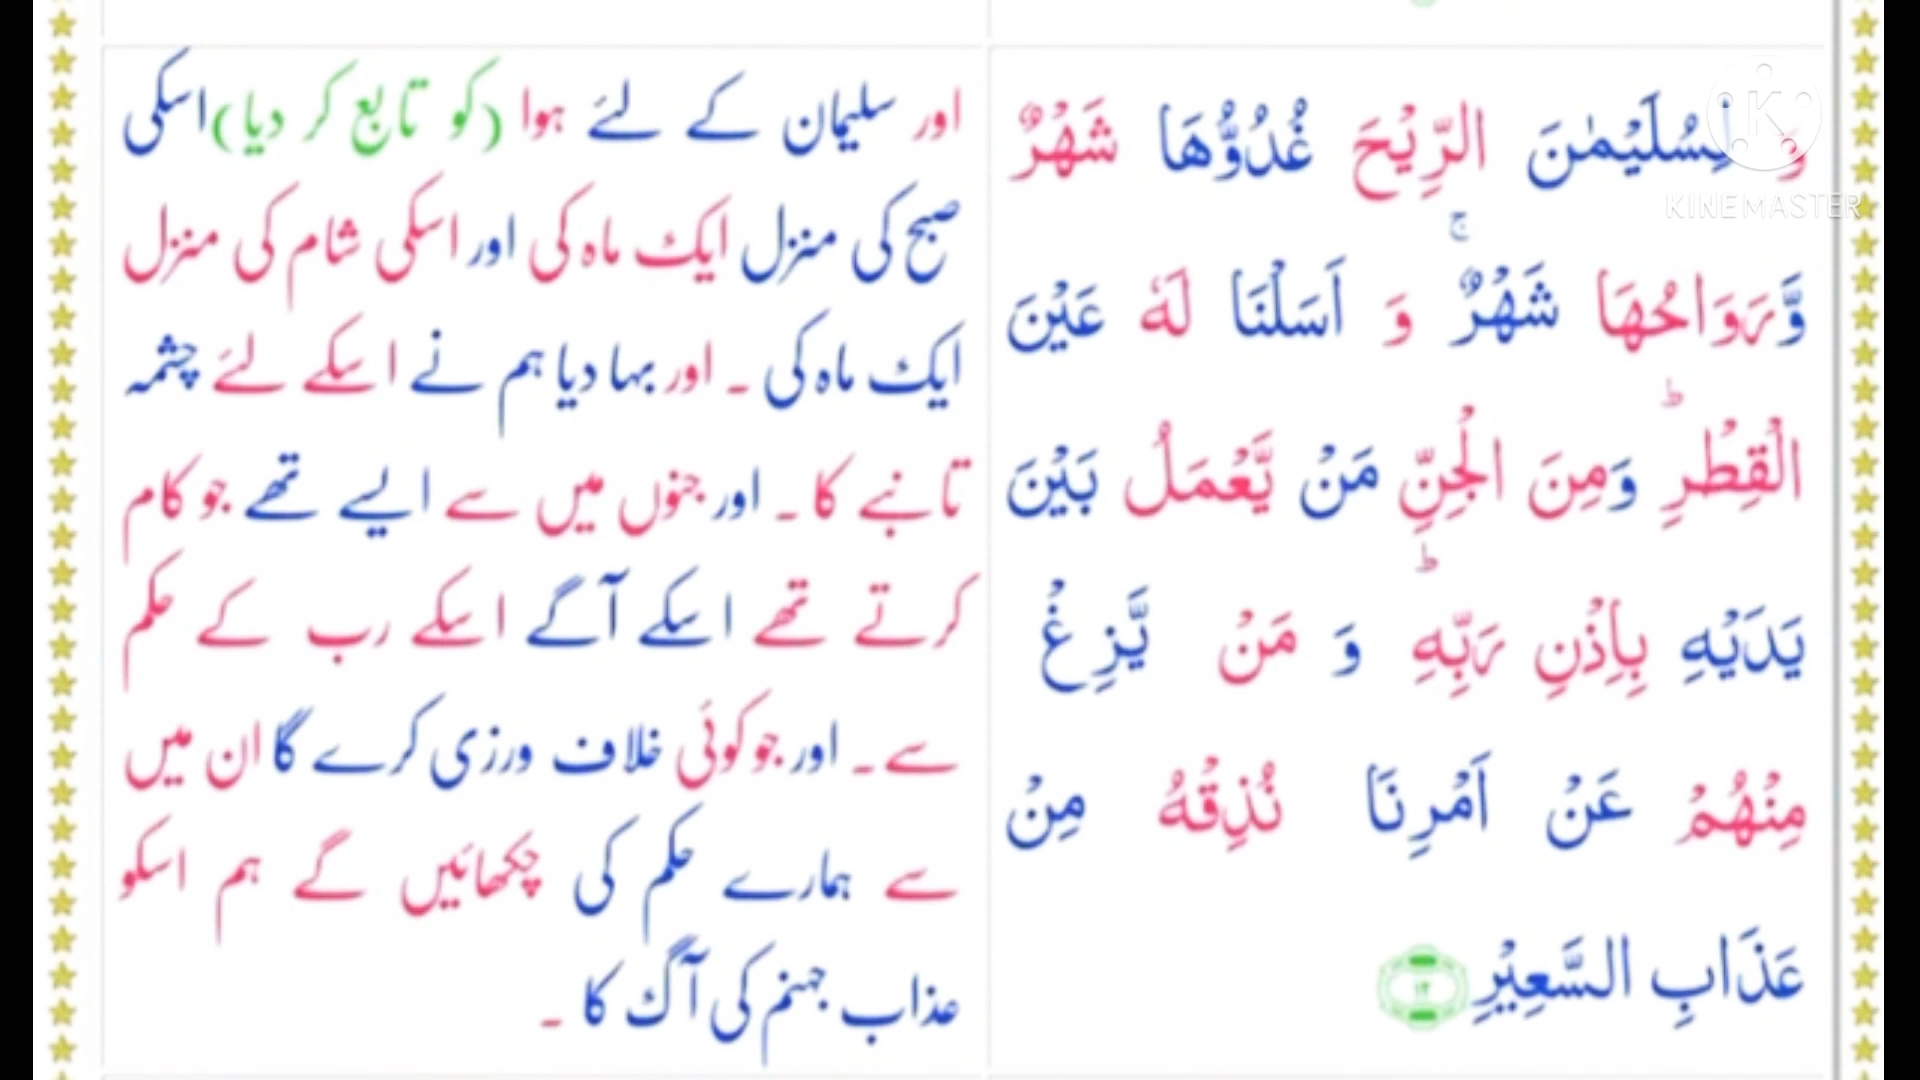 وَ لِسُلَيْمٰنَ الرِّيْحَ غُدُوُّهَا شَهْرٌ
وَّرَوَاحُهَا شَهْرٌ ۚ وَ اَسَلْنَا لَهٗ عَيْنَ
الْقِطْرِ ؕ وَمِنَ الْجِنِّ مَنْ يَّعْمَلُ بَيْنَ
يَدَيْهِ بِاِذْنِ رَبِّهٖ ؕ وَ مَنْ يَّزِغْ
مِنْهُمْ عَنْ اَمْرِنَا نُذِقْهُ مِنْ
عَذَابِ السَّعِيْرِ ۱۲
اور سلیمان کے لئے ہوا (کو تابع کر دیا) اسکی
صبح کی منزل ایک ماہ کی اور اسکی شام کی منزل
ایک ماہ کی ۔ اور بہا دیا ہم نے اسکے لئے چشمہ
تانبے کا ۔ اور جنوں میں سے ایسے تھے جو کام
کرتے تھے اسکے آگے اسکے رب کے حکم
سے ۔ اور جو کوئی خلاف ورزی کرے گا ان میں
سے ہمارے حکم کی چکھائیں گے ہم اسکو
عذاب جہنم کی آگ کا ۔
K
KINEMASTER